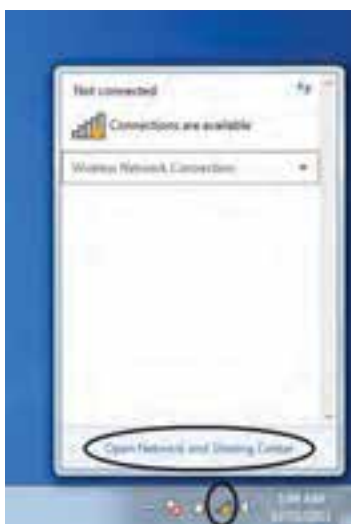 Not connected
Connections are available
Wireless Network Connection
Open Network and Sharing Center